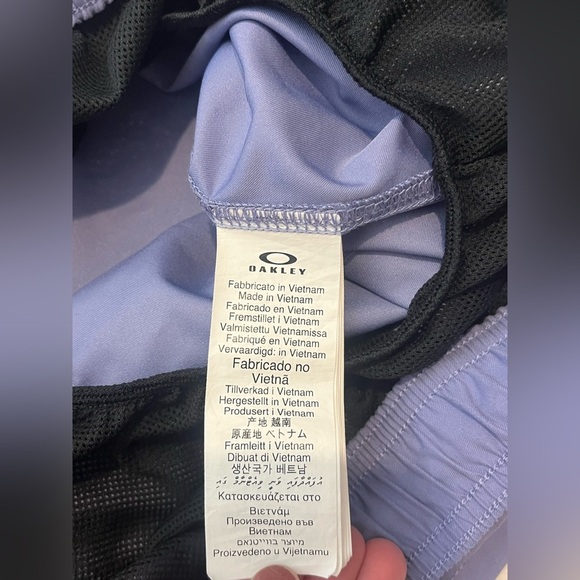 OAKLEY
Fabbricato in Vietnam
Made in Vietnam
Fabricado en Vietnam
Fremstillet i Vietnam
Valmistettu Vietnamissa
Fabriqué en Vietnam
Vervaardigd: in Vietnam
Fabricado no
Vietnã
Tillverkad i Vietnam
Hergestellt in Vietnam
Produsert i Vietnam
产地 越南
原産地 ベトナム
Framleitt i Vietnam
Dibuat di Vietnam
생산국가 베트남
Κατασκευάζεται στο
Βιετνάμ
Произведено във
Виетнам
מיוצר בווייטנאם
Proizvedeno u Vijetnamu